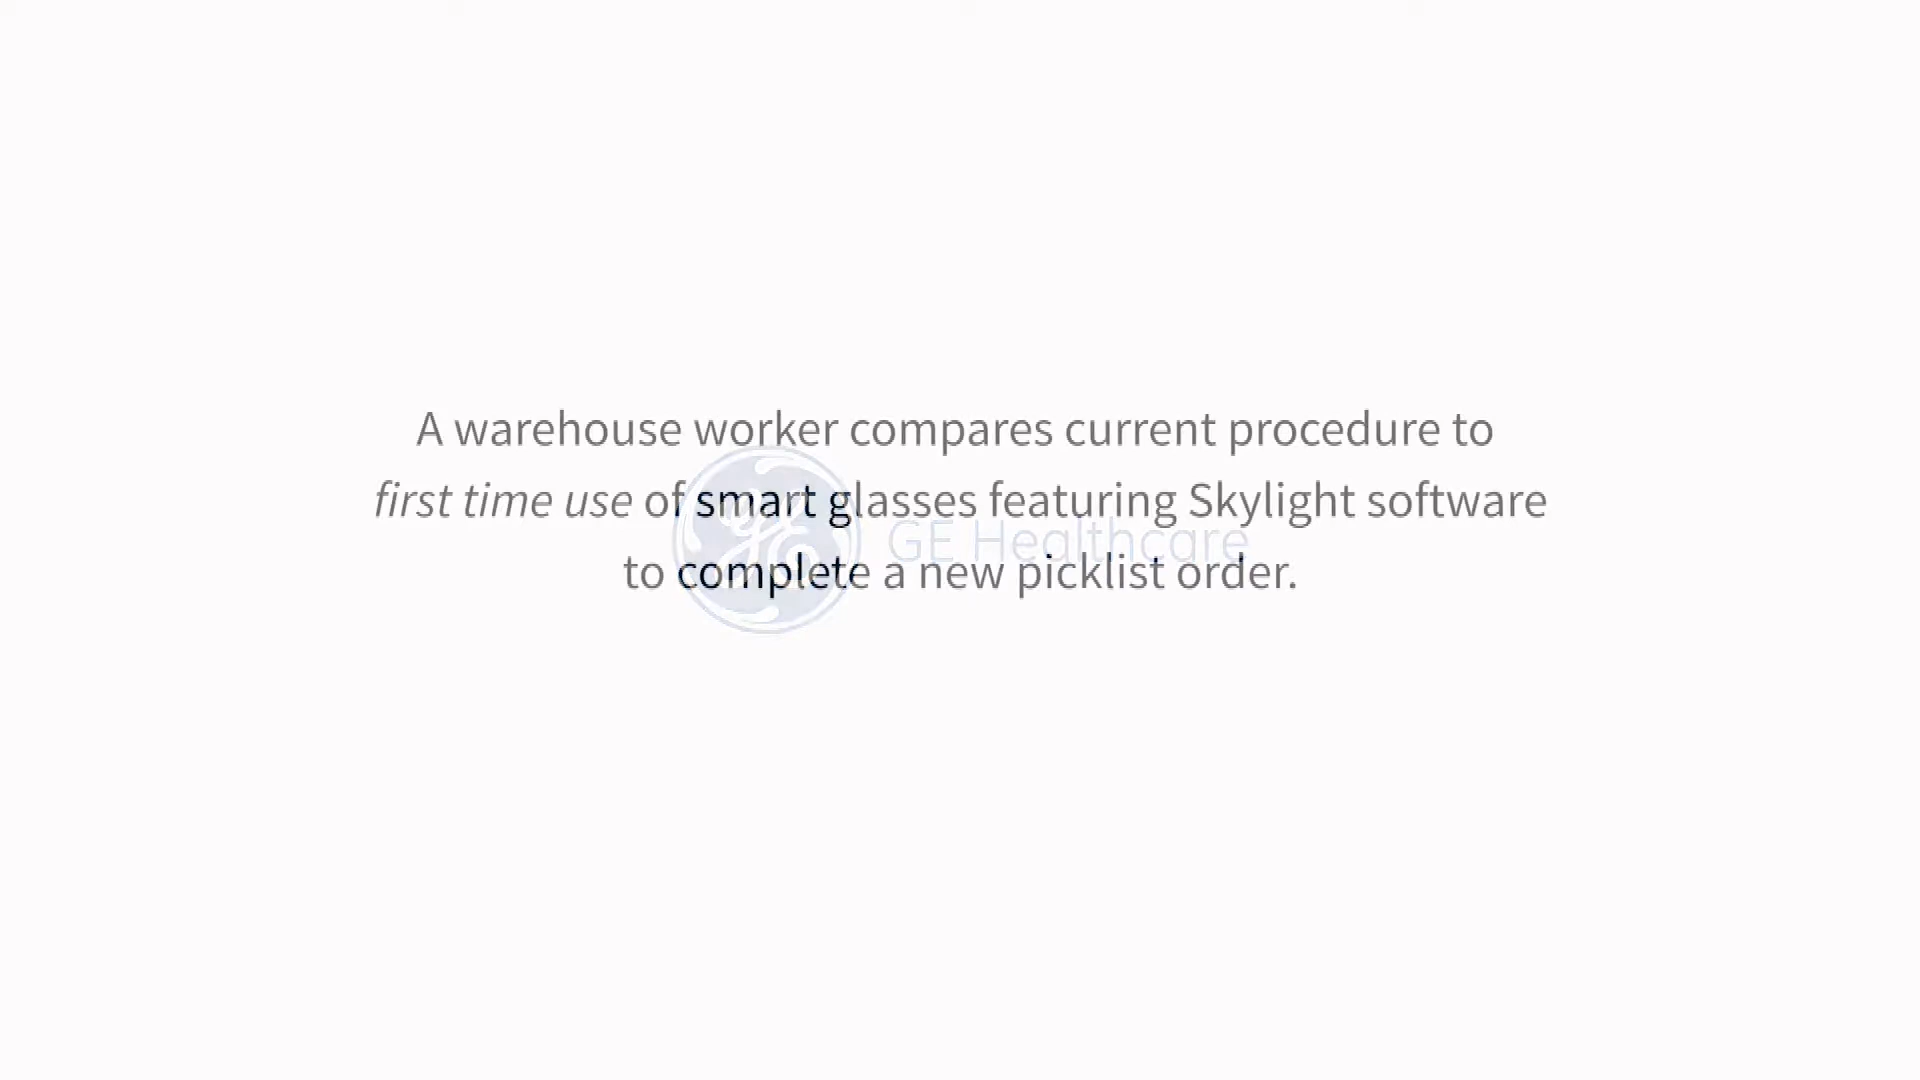 A warehouse worker compares current procedure to
first time use of smart glasses featuring Skylight software
to complete a new picklist order.
GE Healthcare